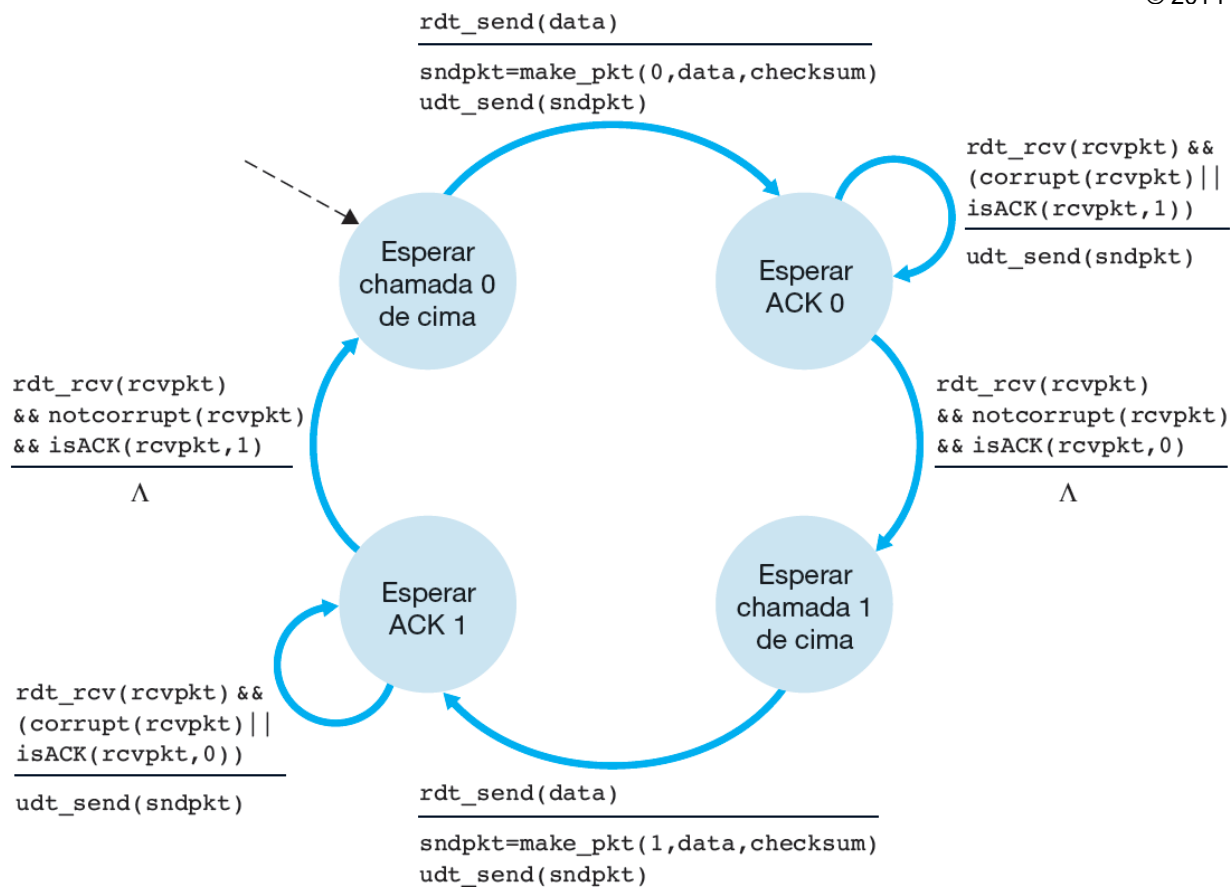 rdt_send(data)
sndpkt=make_pkt(0,data,checksum)
udt_send(sndpkt)
rdt_rcv(rcvpkt) &&
(corrupt(rcvpkt)||
isACK(rcvpkt,1))
udt_send(sndpkt)
Esperar
chamada 0
de cima
Esperar
ACK 0
rdt_rcv(rcvpkt)
&& notcorrupt(rcvpkt)
&& isACK(rcvpkt,1)
Λ
rdt_rcv(rcvpkt)
&& notcorrupt(rcvpkt)
&& isACK(rcvpkt,0)
Λ
Esperar
ACK 1
Esperar
chamada 1
de cima
rdt_rcv(rcvpkt) &&
(corrupt(rcvpkt)||
isACK(rcvpkt,0))
udt_send(sndpkt)
rdt_send(data)
sndpkt=make_pkt(1,data,checksum)
udt_send(sndpkt)